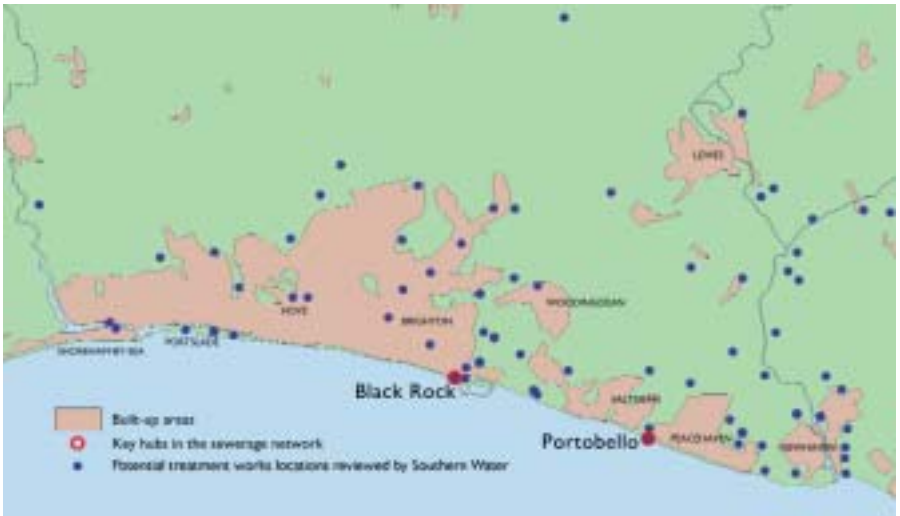 LEWES
WOODINGDEAN
HOVE
BRIGHTON
PORTSLADE
SHOREHAM-BY-SEA
Black Rock
SALTDEAN
Portobello
PEACEHAVEN
NEWHAVEN
Built-up areas
Key hubs in the sewerage network
Potential treatment works locations reviewed by Southern Water